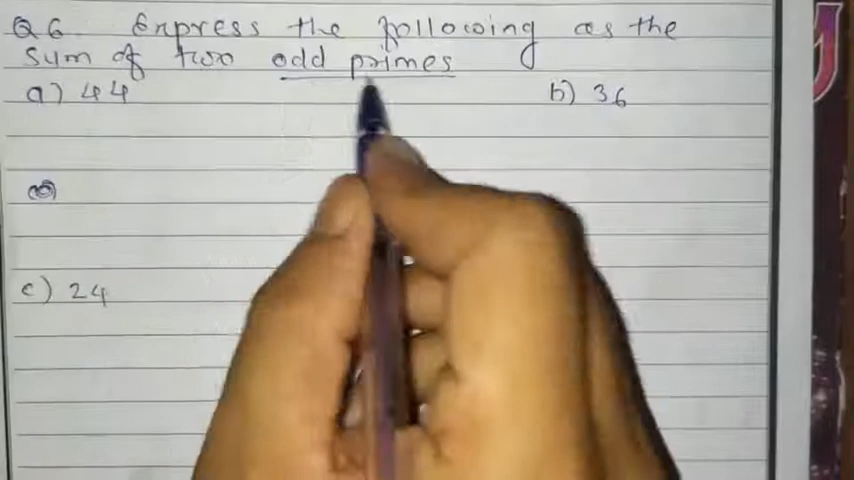 Q6 Express the following as the
sum of two odd primes
a) 44 b) 36
c) 24